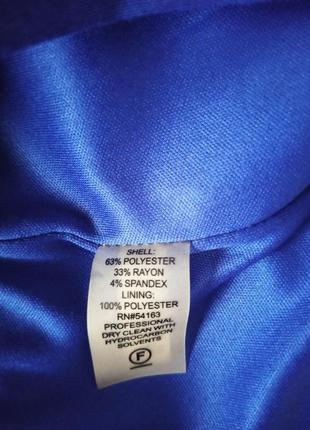 SHELL:
63% POLYESTER
33% RAYON
4% SPANDEX
LINING:
100% POLYESTER
RN#54163
PROFESSIONAL
DRY CLEAN WITH
HYDROCARBON
SOLVENTS
F